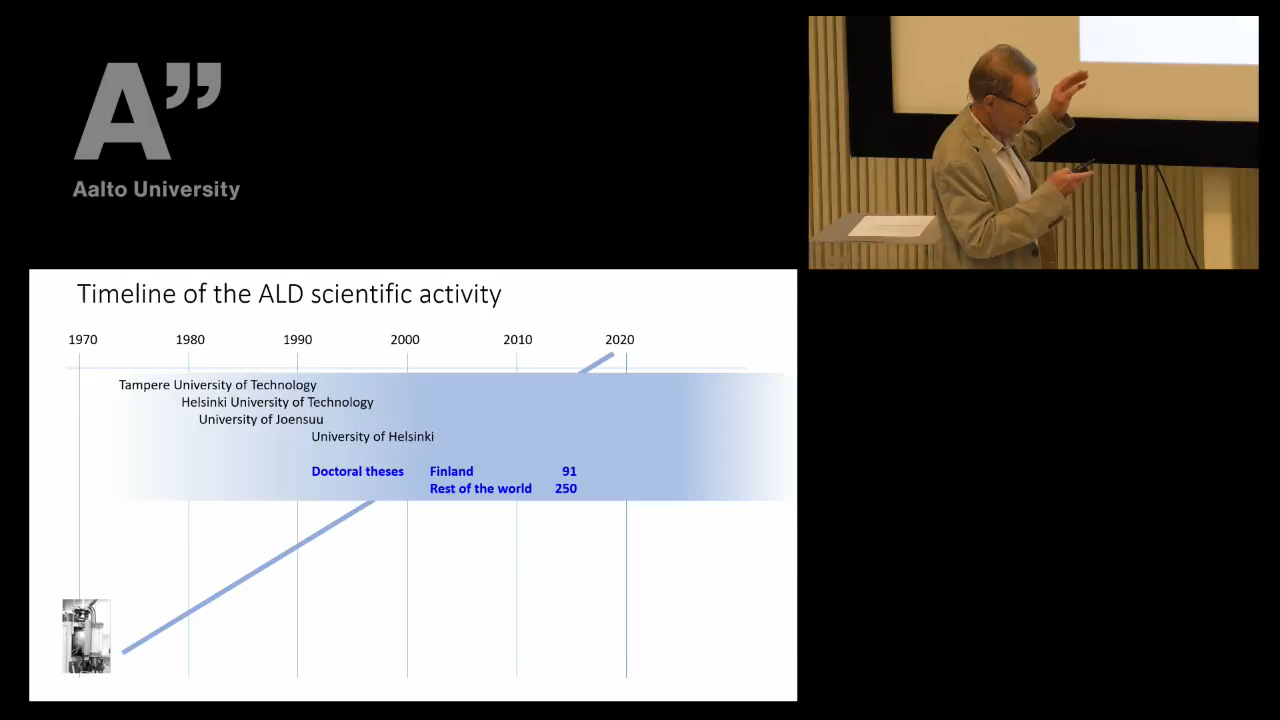 A”
Aalto University
Timeline of the ALD scientific activity
1970 1980 1990 2000 2010 2020
Tampere University of Technology
Helsinki University of Technology
University of Joensuu
University of Helsinki
Doctoral theses Finland 91
Rest of the world 250